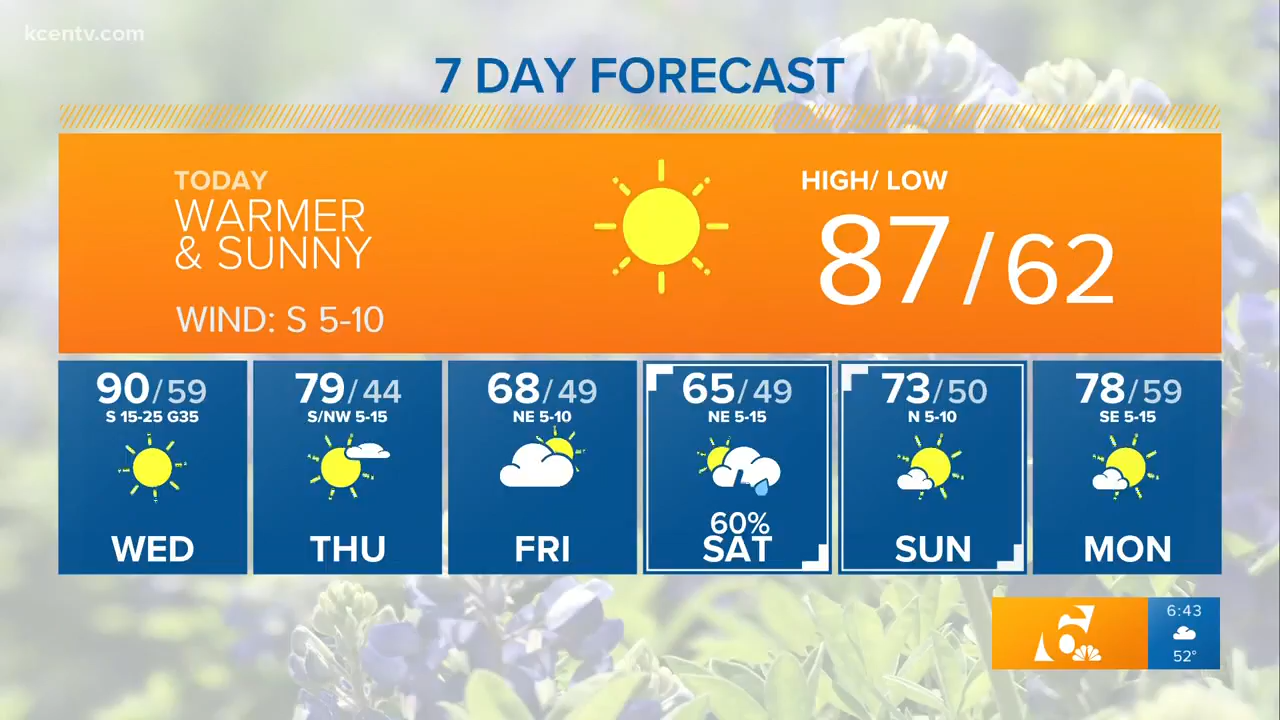 kcentv.com
7 DAY FORECAST
TODAY
WARMER
& SUNNY
WIND: S 5-10
HIGH/ LOW
87/62
90/59
S 15-25 G35
WED
79/44
S/NW 5-15
THU
68/49
NE 5-10
FRI
65/49
NE 5-15
60%
SAT
73/50
N 5-10
SUN
78/59
SE 5-15
MON
6
6:43
52°